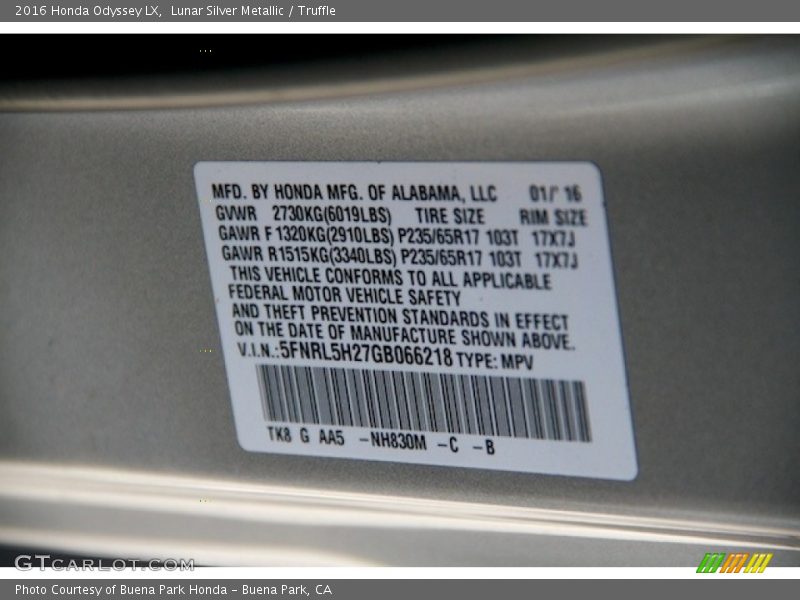 2016 Honda Odyssey LX, Lunar Silver Metallic / Truffle
MFD. BY HONDA MFG. OF ALABAMA, LLC 01/' 16
GVWR 2730KG(6019LBS) TIRE SIZE RIM SIZE
GAWR F 1320KG(2910LBS) P235/65R17 103T 17X7J
GAWR R1515KG(3340LBS) P235/65R17 103T 17X7J
THIS VEHICLE CONFORMS TO ALL APPLICABLE
FEDERAL MOTOR VEHICLE SAFETY
AND THEFT PREVENTION STANDARDS IN EFFECT
ON THE DATE OF MANUFACTURE SHOWN ABOVE.
V.I.N.:5FNRL5H27GB066218 TYPE: MPV
TK8 G AA5 -NH830M -C -B
GTCARLOT.COM
Photo Courtesy of Buena Park Honda - Buena Park, CA